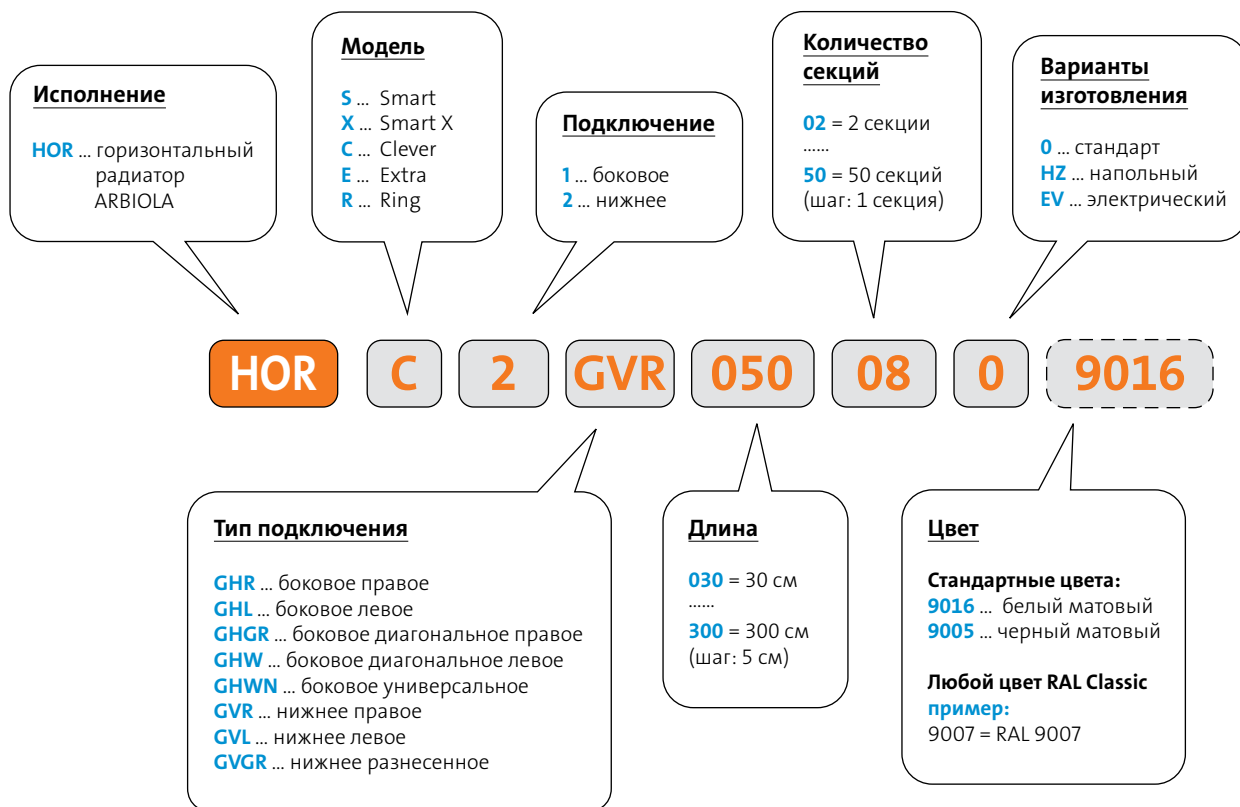 Исполнение
HOR ... горизонтальный
радиатор
ARBIOLA
Модель
S ... Smart
X ... Smart X
C ... Clever
E ... Extra
R ... Ring
Подключение
1 ... боковое
2 ... нижнее
Количество
секций
02 = 2 секции
......
50 = 50 секций
(шаг: 1 секция)
Варианты
изготовления
0 ... стандарт
HZ ... напольный
EV ... электрический
HOR C 2 GVR 050 08 0 9016
Тип подключения
GHR ... боковое правое
GHL ... боковое левое
GHGR ... боковое диагональное правое
GHW ... боковое диагональное левое
GHWN ... боковое универсальное
GVR ... нижнее правое
GVL ... нижнее левое
GVGR ... нижнее разнесенное
Длина
030 = 30 см
......
300 = 300 см
(шаг: 5 см)
Цвет
Стандартные цвета:
9016 ... белый матовый
9005 ... черный матовый
Любой цвет RAL Classic
пример:
9007 = RAL 9007